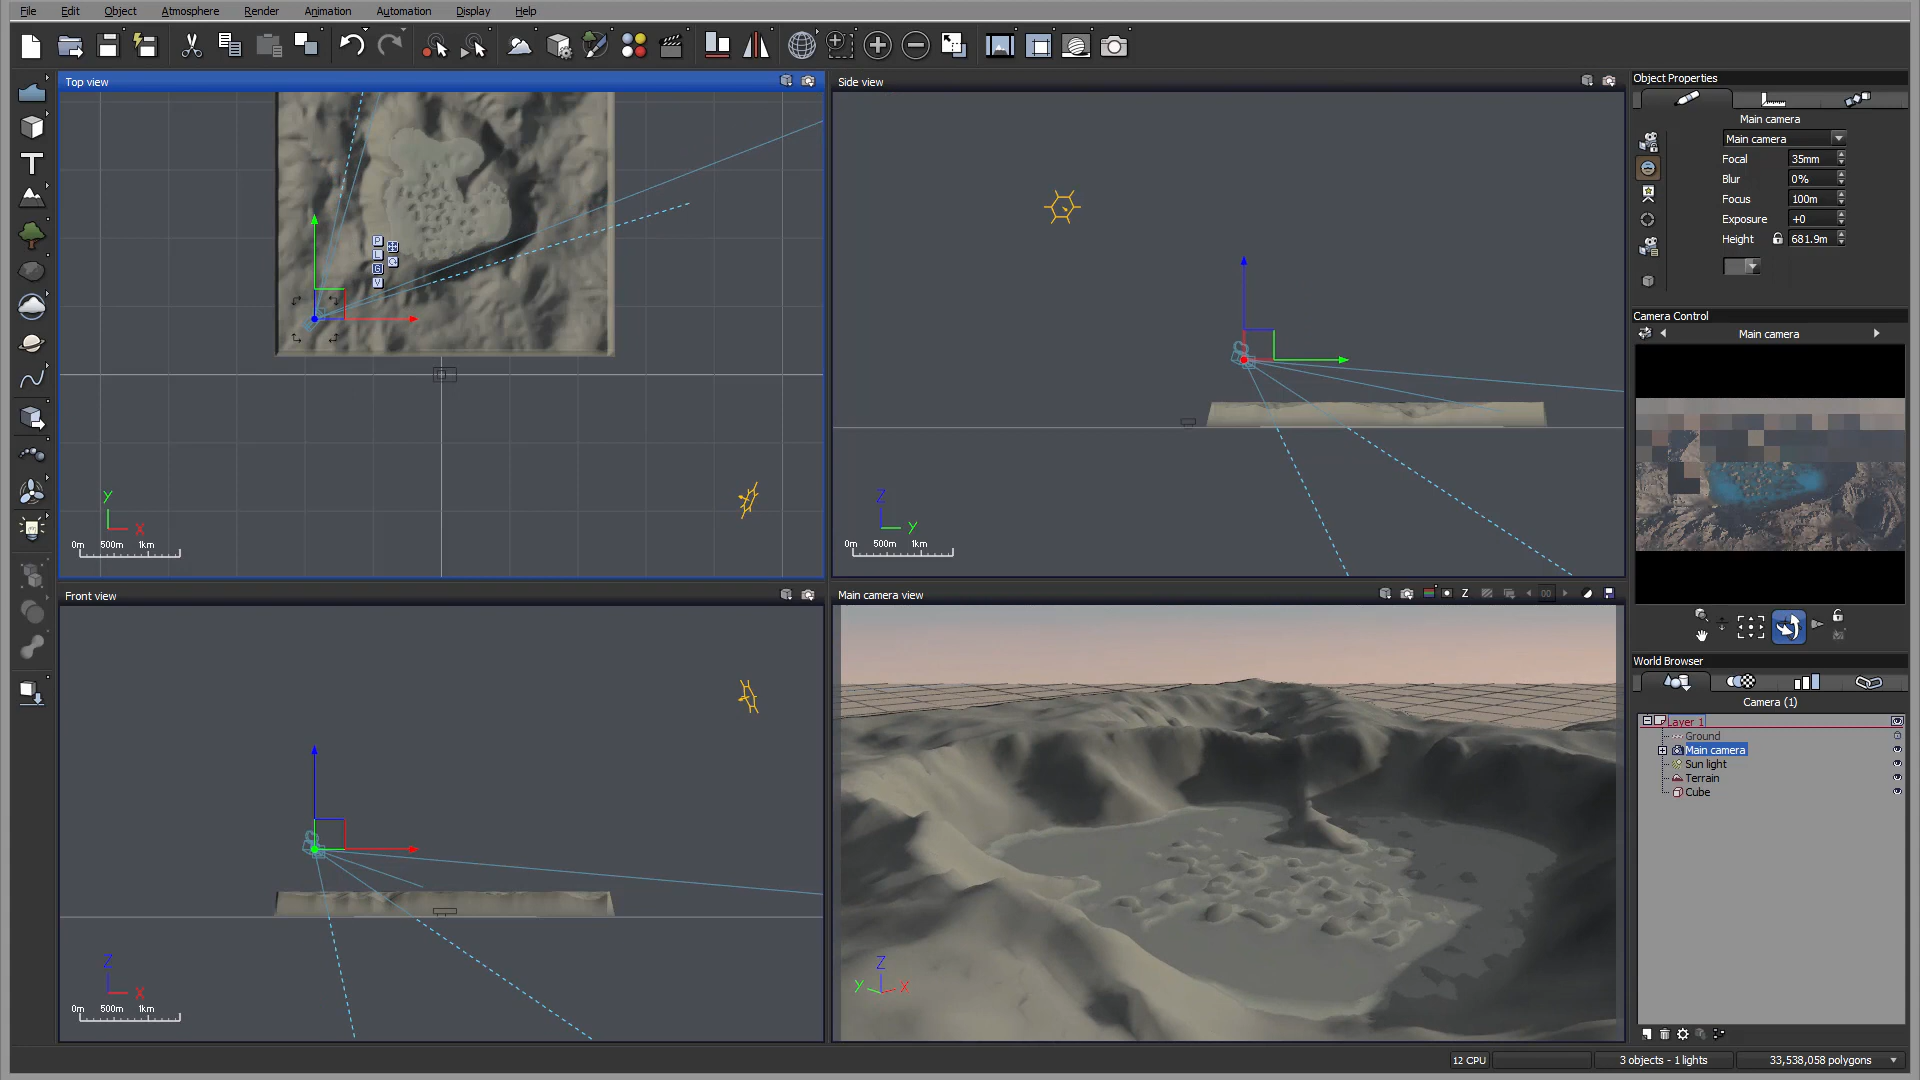 File Edit Object Atmosphere Render Animation Automation Display Help
Top view
Side view
Object Properties
Main camera
Main camera
Focal 35mm
Blur 0%
Focus 100m
Exposure +0
Height 681.9m
P
L
G
V
Y
X
0m 500m 1km
Z
Y
0m 500m 1km
Camera Control
Main camera
Front view
Main camera view
Z
00
Z
X
0m 500m 1km
Z
Y X
World Browser
Camera (1)
Layer 1
Ground
Main camera
Sun light
Terrain
Cube
12 CPU
3 objects - 1 lights
33,538,058 polygons